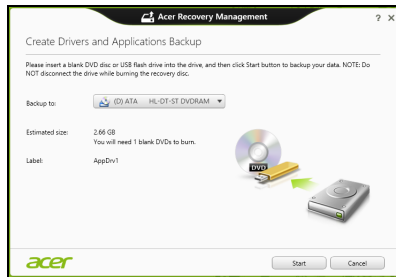 Acer Recovery Management
? X
Create Drivers and Applications Backup
Please insert a blank DVD disc or USB flash drive into the drive, and then click Start button to backup your data. NOTE: Do
NOT disconnect the drive while burning the recovery disc.
Backup to:
(D) ATA HL-DT-ST DVDRAM
Estimated size:
2.66 GB
You will need 1 blank DVDs to burn.
Label:
AppDrv1
DVD
acer
Start
Cancel